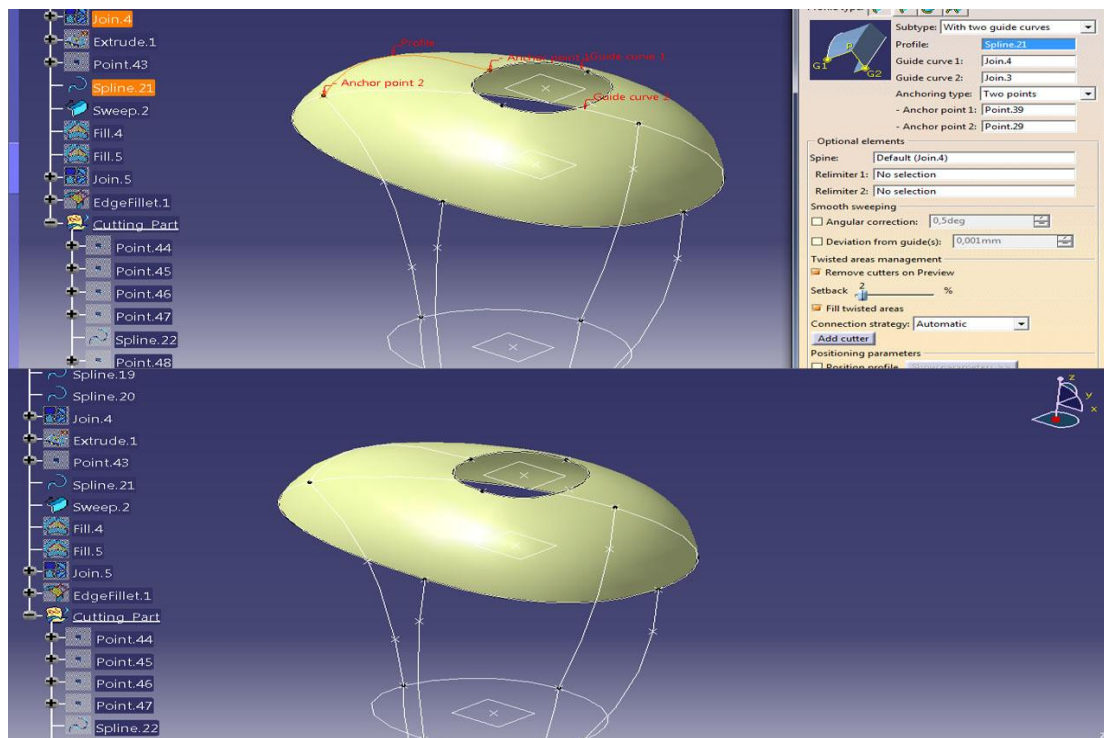 Join.4
Extrude.1
Point.43
Spline.21
Sweep.2
Fill.4
Fill.5
Join.5
EdgeFillet.1
Cutting_Part
Point.44
Point.45
Point.46
Point.47
Spline.22
Point.48
Profile
Anchor point 1
Guide curve 1
Anchor point 2
Guide curve 2
Subtype: With two guide curves
P
G1
G2
Profile: Spline.21
Guide curve 1: Join.4
Guide curve 2: Join.3
Anchoring type: Two points
- Anchor point 1: Point.39
- Anchor point 2: Point.29
Optional elements
Spine: Default (Join.4)
Relimiter 1: No selection
Relimiter 2: No selection
Smooth sweeping
Angular correction: 0,5deg
Deviation from guide(s): 0,001mm
Twisted areas management
Remove cutters on Preview
2
Setback %
Fill twisted areas
Connection strategy: Automatic
Add cutter
Positioning parameters
Position profile
Spline.19
Spline.20
Join.4
Extrude.1
Point.43
Spline.21
Sweep.2
Fill.4
Fill.5
Join.5
EdgeFillet.1
Cutting_Part
Point.44
Point.45
Point.46
Point.47
Spline.22
z
y
x